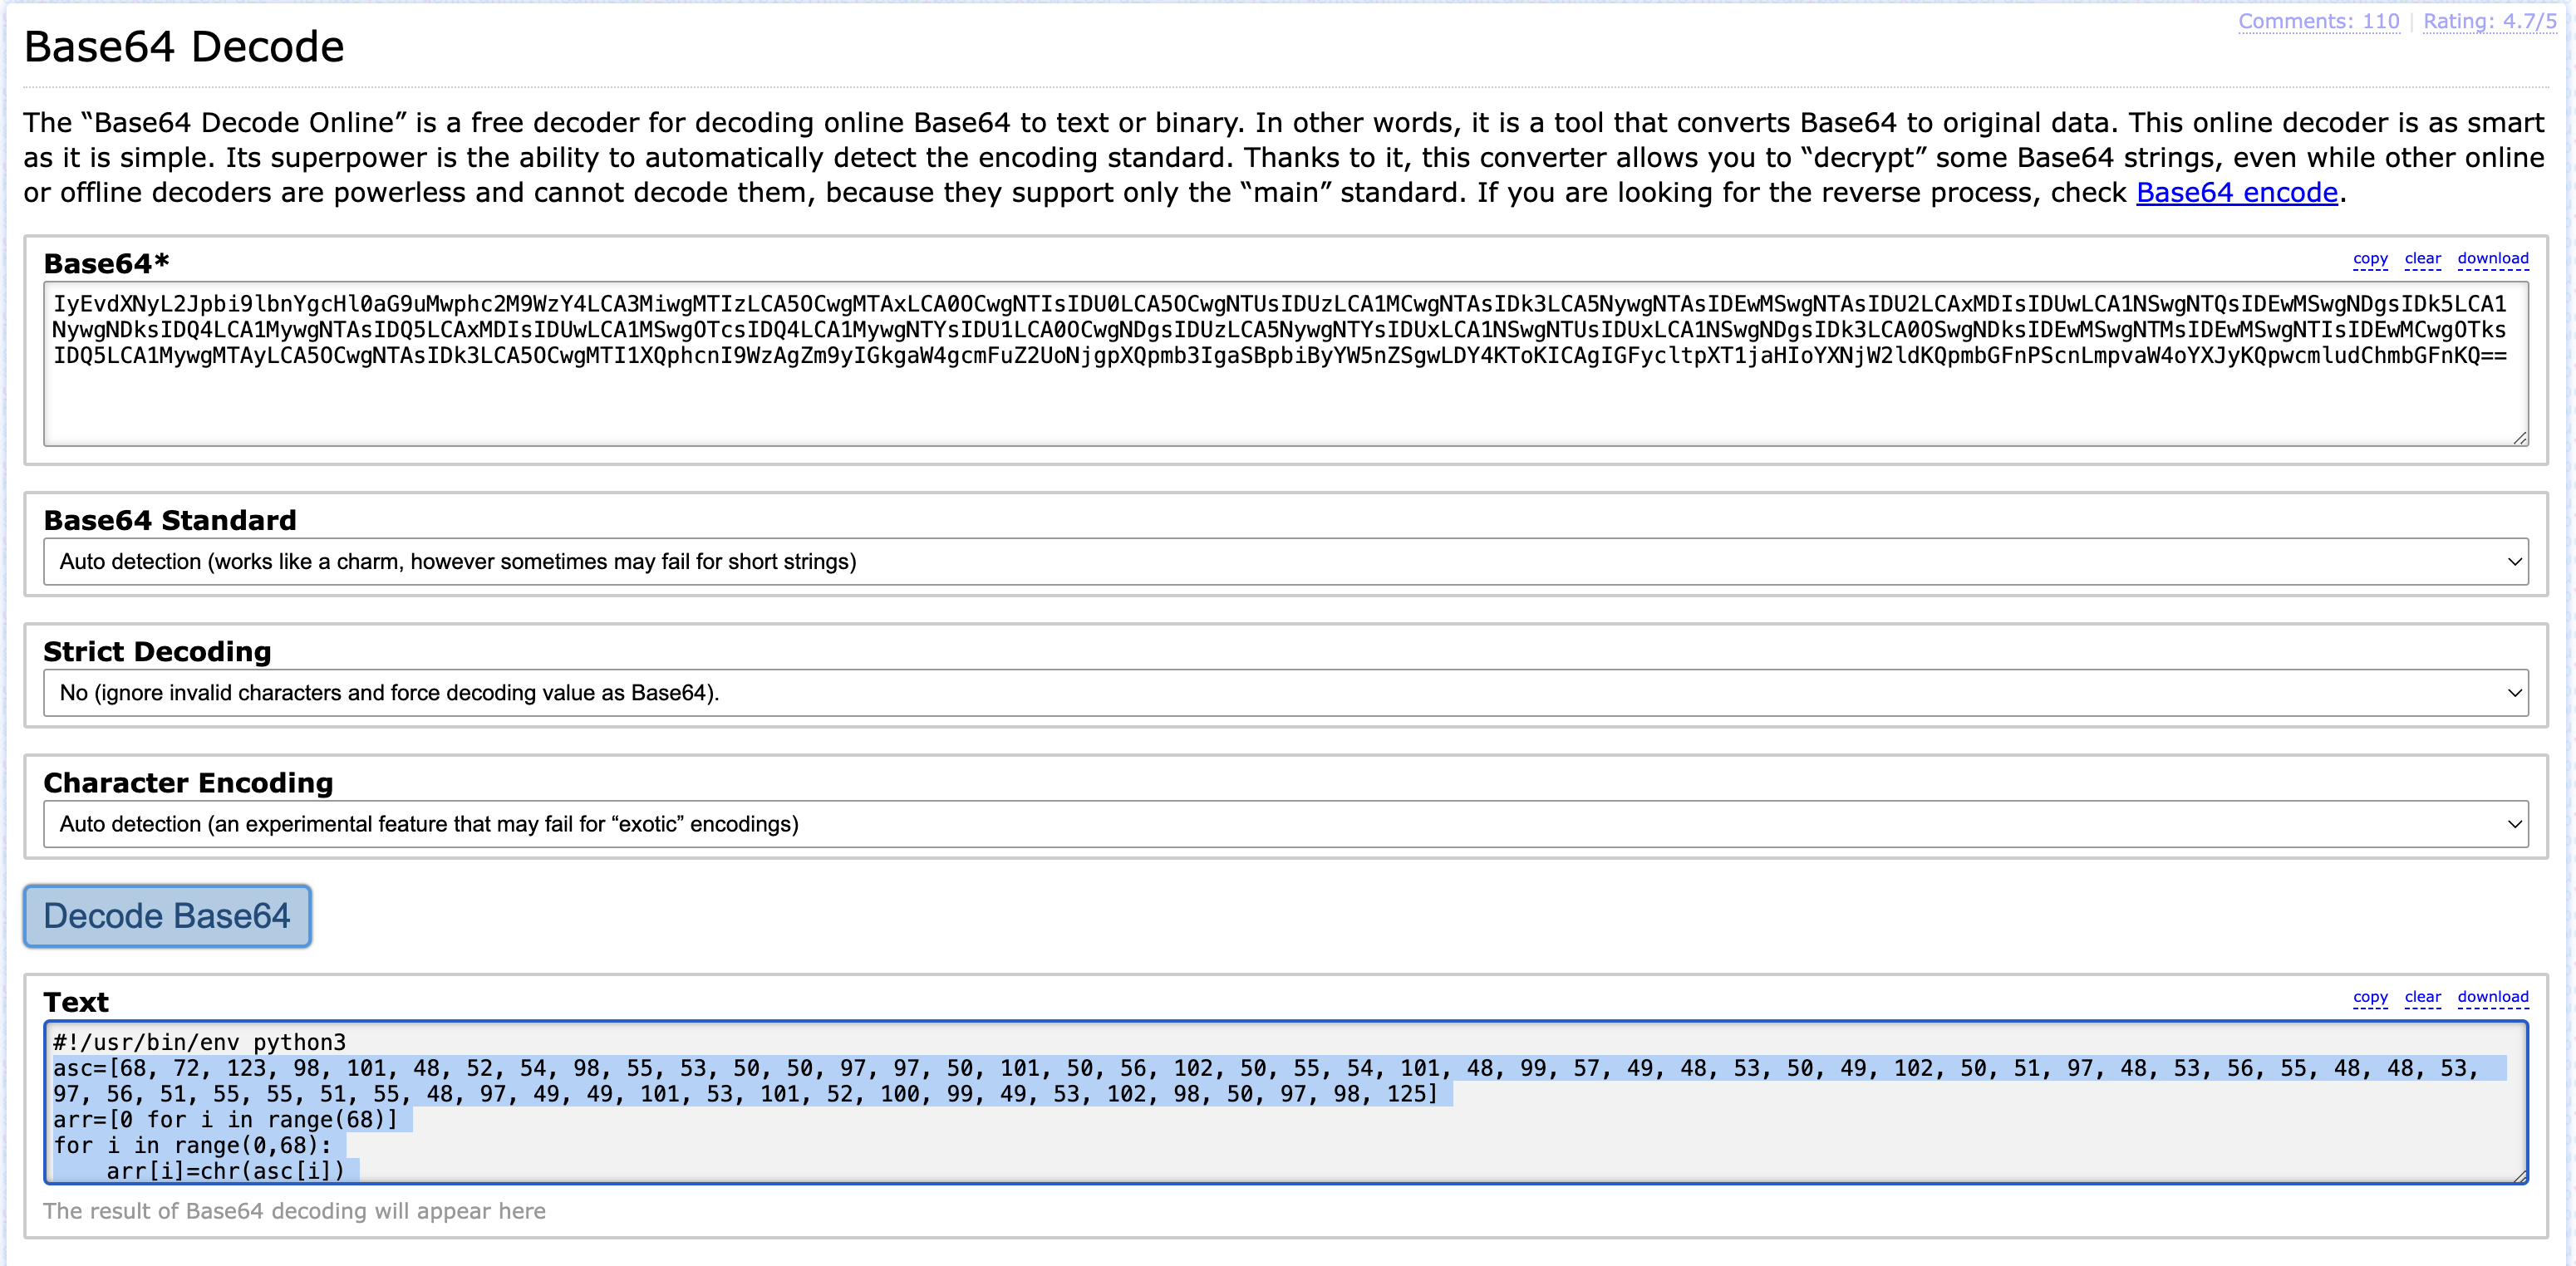 Comments: 110 | Rating: 4.7/5
Base64 Decode
The “Base64 Decode Online” is a free decoder for decoding online Base64 to text or binary. In other words, it is a tool that converts Base64 to original data. This online decoder is as smart
as it is simple. Its superpower is the ability to automatically detect the encoding standard. Thanks to it, this converter allows you to “decrypt” some Base64 strings, even while other online
or offline decoders are powerless and cannot decode them, because they support only the “main” standard. If you are looking for the reverse process, check Base64 encode.
Base64*
copy clear download
IyEvdXNyL2Jpbi9lbnYgcHl0aG9uMwphc2M9WzY4LCA3MiwgMTIzLCA5OCwgMTAxLCA0OCwgNTIsIDU0LCA5OCwgNTUsIDUzLCA1MCwgNTAsIDk3LCA5NywgNTAsIDEwMSwgNTAsIDU2LCAxMDIsIDUwLCA1NSwgNTQsIDEwMSwgNDgsIDk5LCA1
NywgNDksIDQ4LCA1MywgNTAsIDQ5LCAxMDIsIDUwLCA1MSwgOTcsIDQ4LCA1MywgNTYsIDU1LCA0OCwgNDgsIDUzLCA5NywgNTYsIDUxLCA1NSwgNTUsIDUxLCA1NSwgNDgsIDk3LCA0OSwgNDksIDEwMSwgNTMsIDEwMSwgNTIsIDEwMCwgOTks
IDQ5LCA1MywgMTAyLCA5OCwgNTAsIDk3LCA5OCwgMTI1XQphcnI9WzAgZm9yIGkgaW4gcmFuZ2UoNjgpXQpmb3IgaSBpbiByYW5nZSgwLDY4KToKICAgIGFycltpXT1jaHIoYXNjW2ldKQpmbGFnPScnLmpvaW4oYXJyKQpwcmludChmbGFnKQ==
Base64 Standard
Auto detection (works like a charm, however sometimes may fail for short strings)
Strict Decoding
No (ignore invalid characters and force decoding value as Base64).
Character Encoding
Auto detection (an experimental feature that may fail for “exotic” encodings)
Decode Base64
Text
copy clear download
#!/usr/bin/env python3
asc=[68, 72, 123, 98, 101, 48, 52, 54, 98, 55, 53, 50, 50, 97, 97, 50, 101, 50, 56, 102, 50, 55, 54, 101, 48, 99, 57, 49, 48, 53, 50, 49, 102, 50, 51, 97, 48, 53, 56, 55, 48, 48, 53,
97, 56, 51, 55, 55, 51, 55, 48, 97, 49, 49, 101, 53, 101, 52, 100, 99, 49, 53, 102, 98, 50, 97, 98, 125]
arr=[0 for i in range(68)]
for i in range(0,68):
    arr[i]=chr(asc[i])
The result of Base64 decoding will appear here